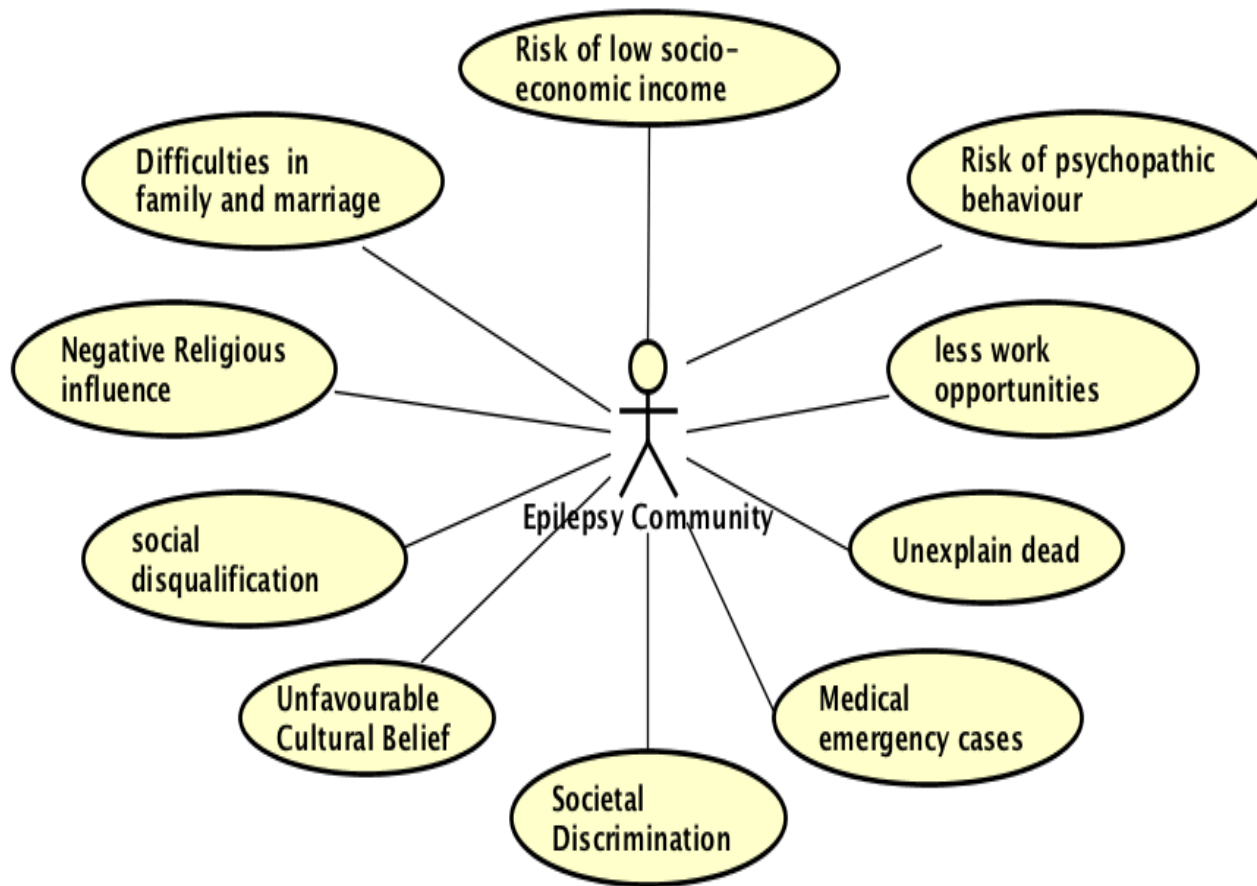 Risk of low socio-
economic income
Difficulties in
family and marriage
Risk of psychopathic
behaviour
Negative Religious
influence
less work
opportunities
Epilepsy Community
social
disqualification
Unexplain dead
Unfavourable
Cultural Belief
Medical
emergency cases
Societal
Discrimination